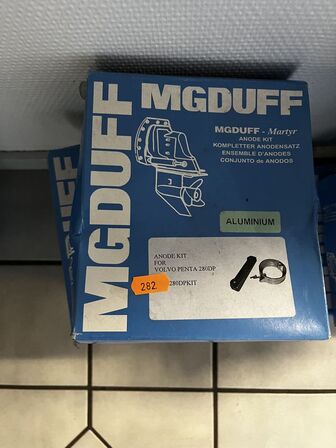 MGDUFF
MGDUFF
MGDUFF - Martyr
ANODE KIT
KOMPLETTER ANODENSATZ
ENSEMBLE D'ANODES
CONJUNTO de ANODOS
ALUMINIUM
ANODE KIT
FOR
VOLVO PENTA 280DP
280DPKIT
282
UFF